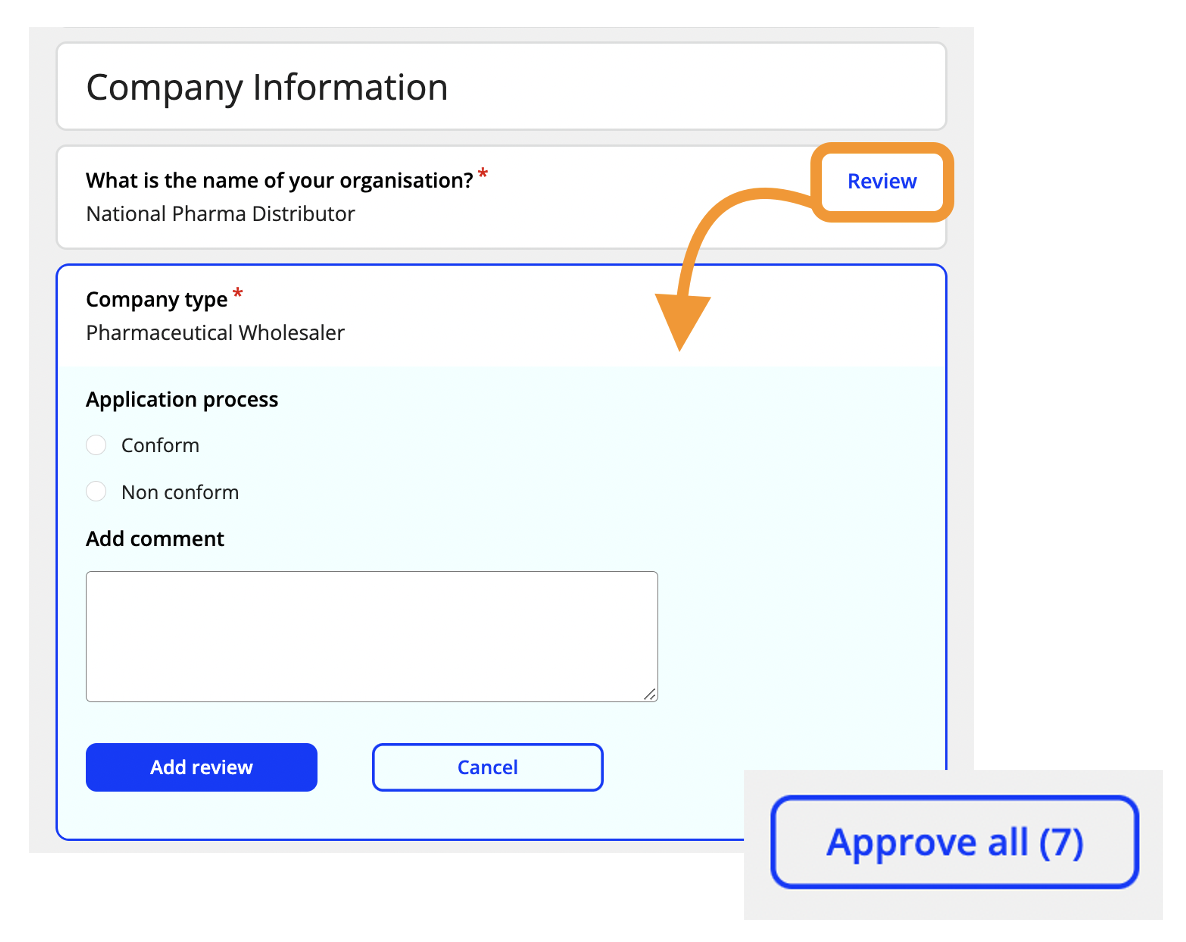 Company Information
What is the name of your organisation? *
Review
National Pharma Distributor
Company type *
Pharmaceutical Wholesaler
Application process
Conform
Non conform
Add comment
Add review
Cancel
Approve all (7)